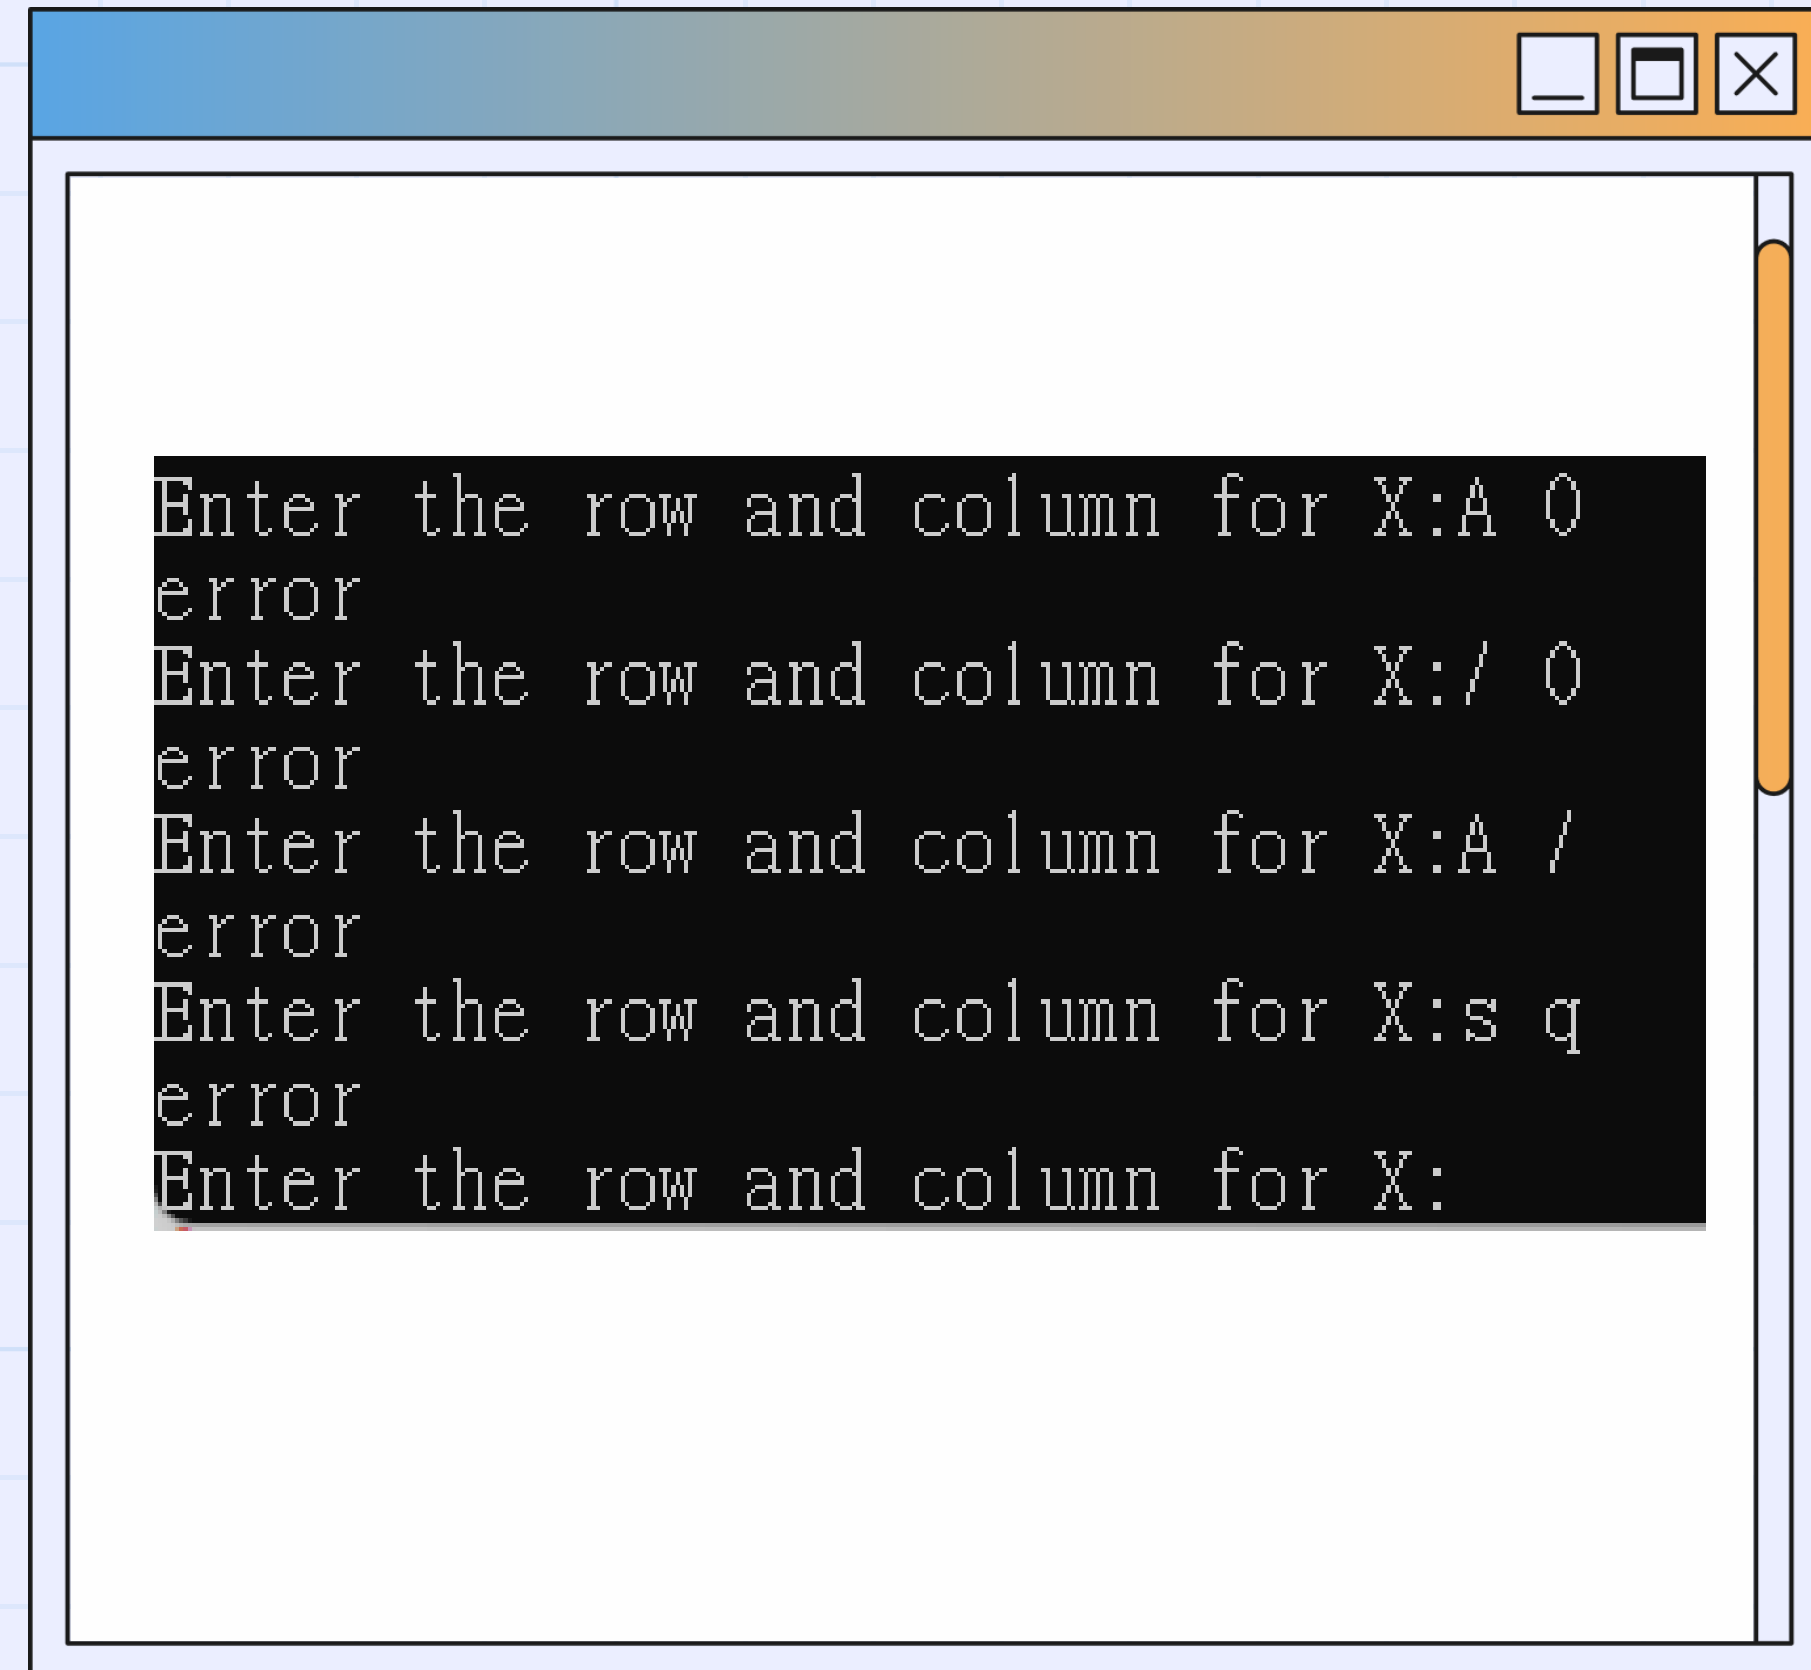 Enter the row and column for X:A 0
error
Enter the row and column for X:/ 0
error
Enter the row and column for X:A /
error
Enter the row and column for X:s q
error
Enter the row and column for X: